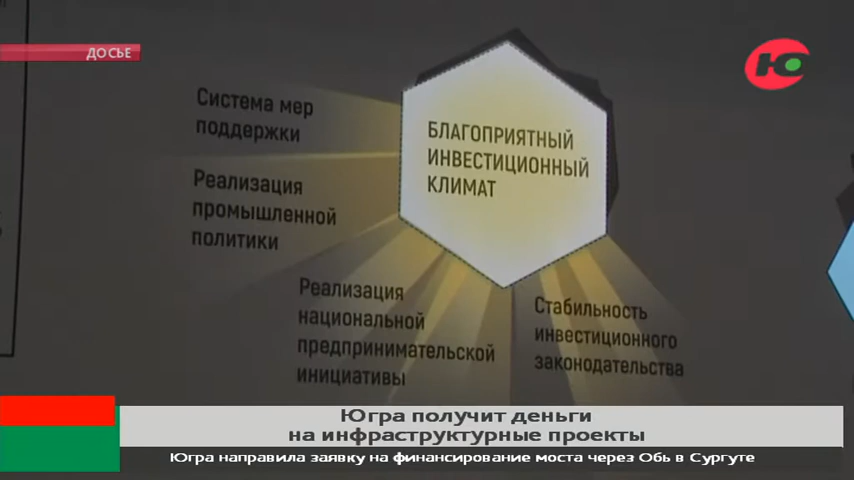 ДОСЬЕ
Ю
БЛАГОПРИЯТНЫЙ
ИНВЕСТИЦИОННЫЙ
КЛИМАТ
Система мер
поддержки
Реализация
промышленной
политики
Реализация
национальной
предпринимательской
инициативы
Стабильность
инвестиционного
законодательства
Югра получит деньги
на инфраструктурные проекты
Югра направила заявку на финансирование моста через Обь в Сургуте